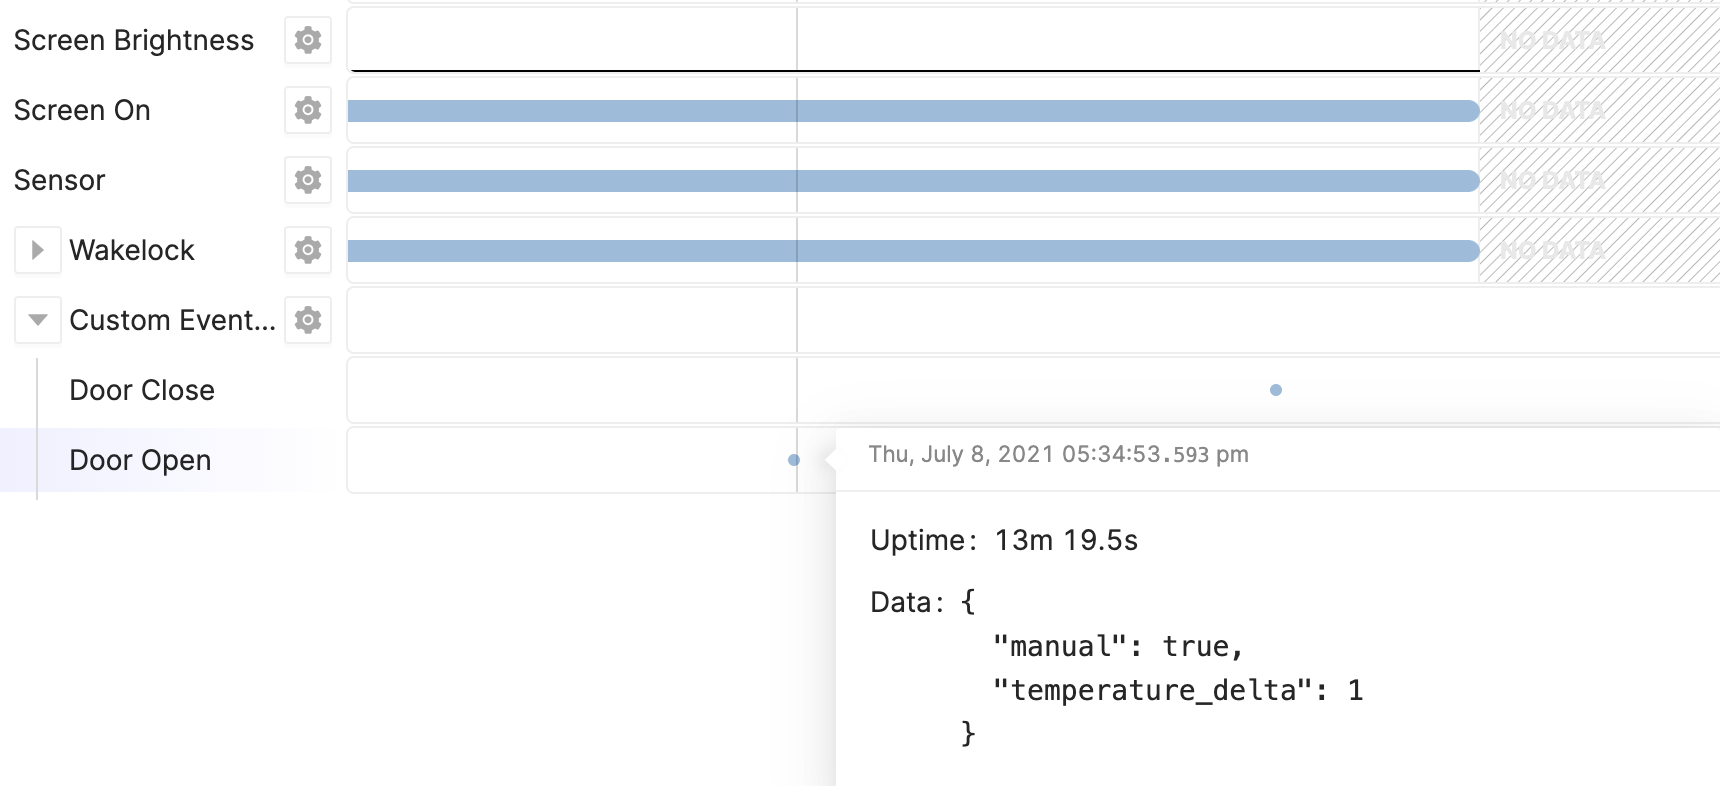 Screen Brightness NO DATA
Screen On NO DATA
Sensor NO DATA
Wakelock NO DATA
Custom Event...
Door Close
Door Open
Thu, July 8, 2021 05:34:53.593 pm
Uptime: 13m 19.5s
Data: {
"manual": true,
"temperature_delta": 1
}